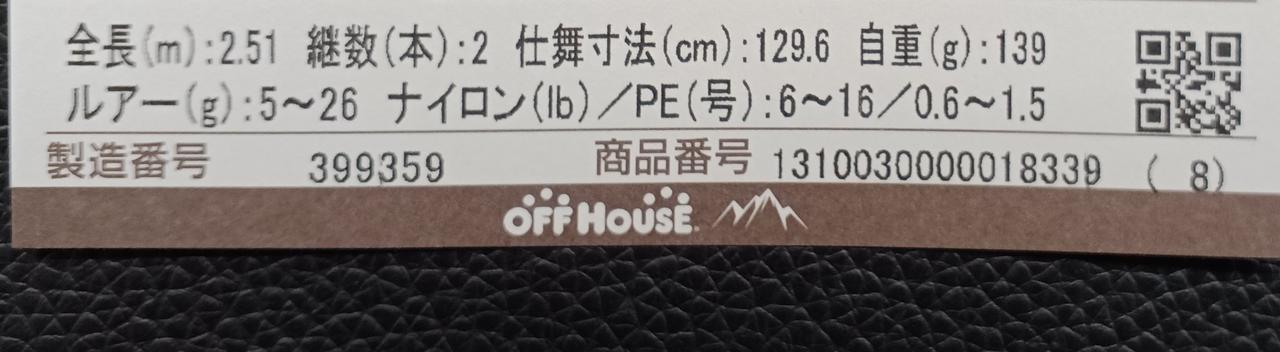 全長(m):2.51 継数(本):2 仕舞寸法(cm):129.6 自重(g):139
ルアー(g):5～26 ナイロン(lb)／PE(号):6～16／0.6～1.5
製造番号 399359 商品番号 1310030000018339 ( 8)
OFF HOUSE